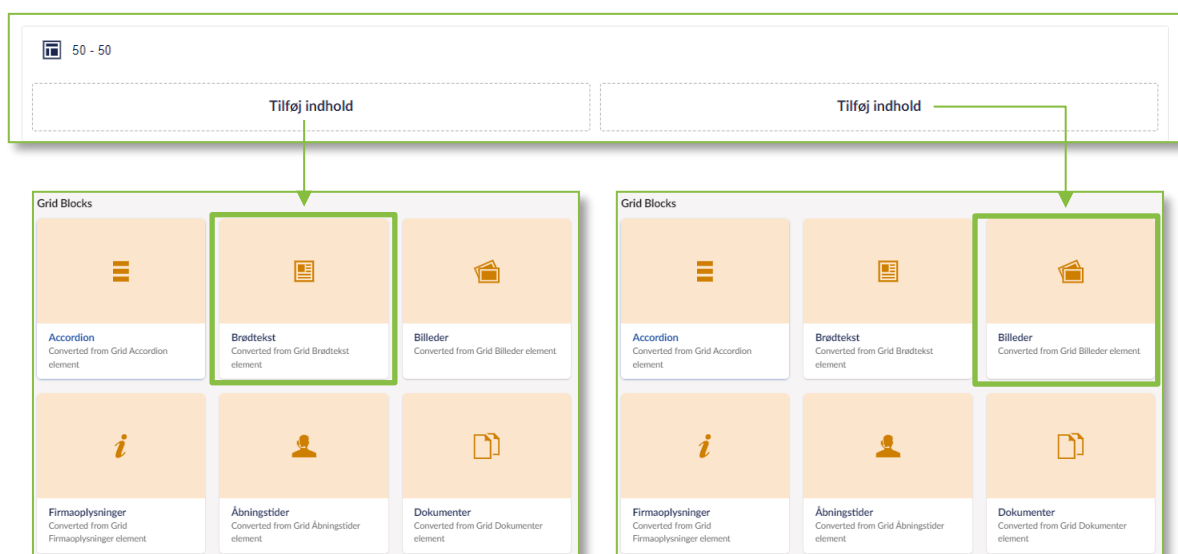 50 - 50
Tilføj indhold
Tilføj indhold
Grid Blocks
Accordion
Converted from Grid Accordion
element
Brødtekst
Converted from Grid Brødtekst
element
Billeder
Converted from Grid Billeder element
Firmaoplysninger
Converted from Grid
Firmaoplysninger element
Åbningstider
Converted from Grid Åbningstider
element
Dokumenter
Converted from Grid Dokumenter
element
Grid Blocks
Accordion
Converted from Grid Accordion
element
Brødtekst
Converted from Grid Brødtekst
element
Billeder
Converted from Grid Billeder element
Firmaoplysninger
Converted from Grid
Firmaoplysninger element
Åbningstider
Converted from Grid Åbningstider
element
Dokumenter
Converted from Grid Dokumenter
element